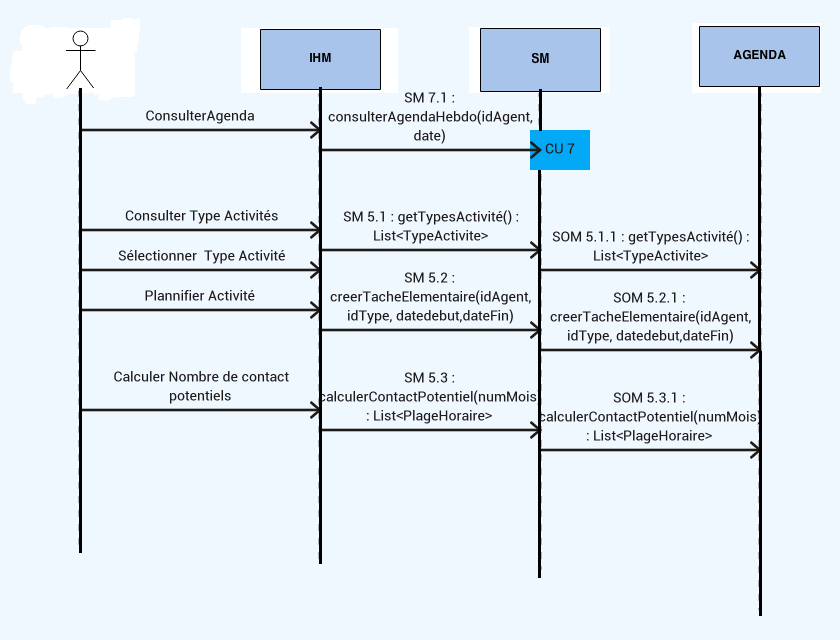 IHM
SM
AGENDA
ConsulterAgenda
SM 7.1 :
consulterAgendaHebdo(idAgent,
date)
CU 7
Consulter Type Activités
SM 5.1 : getTypesActivité() :
List<TypeActivite>
SOM 5.1.1 : getTypesActivité() :
List<TypeActivite>
Sélectionner  Type Activité
SM 5.2 :
creerTacheElementaire(idAgent,
idType, datedebut,dateFin)
Plannifier Activité
SOM 5.2.1 :
creerTacheElementaire(idAgent,
idType, datedebut,dateFin)
Calculer Nombre de contact
potentiels
SM 5.3 :
calculerContactPotentiel(numMois)
: List<PlageHoraire>
SOM 5.3.1 :
calculerContactPotentiel(numMois)
: List<PlageHoraire>